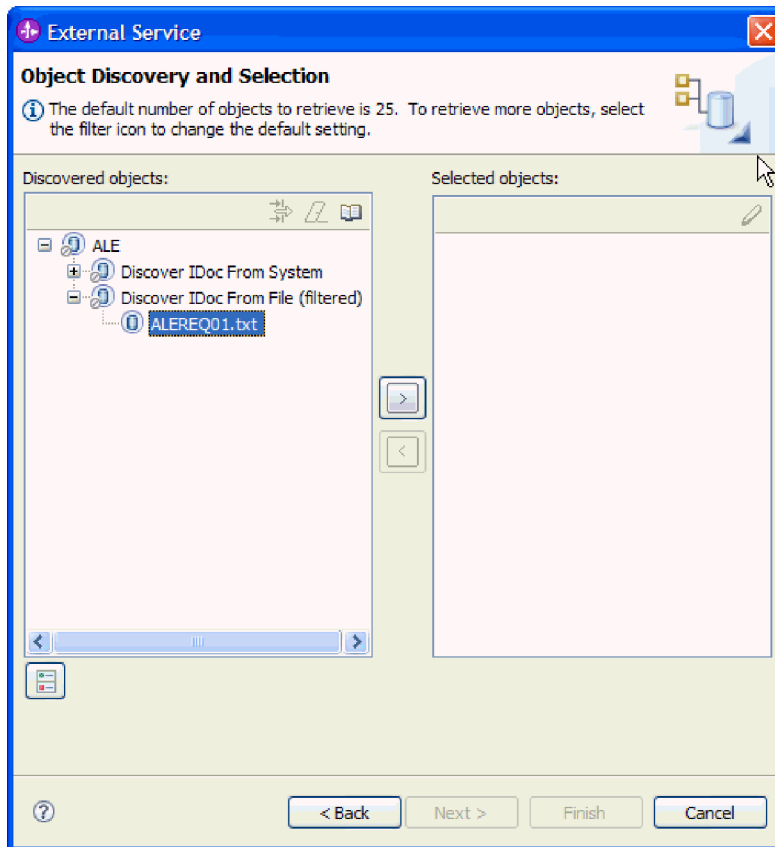 External Service
Object Discovery and Selection
The default number of objects to retrieve is 25. To retrieve more objects, select
the filter icon to change the default setting.
Discovered objects:
Selected objects:
ALE
Discover IDoc From System
Discover IDoc From File (filtered)
ALEREQ01.txt
>
<
?
< Back
Next >
Finish
Cancel